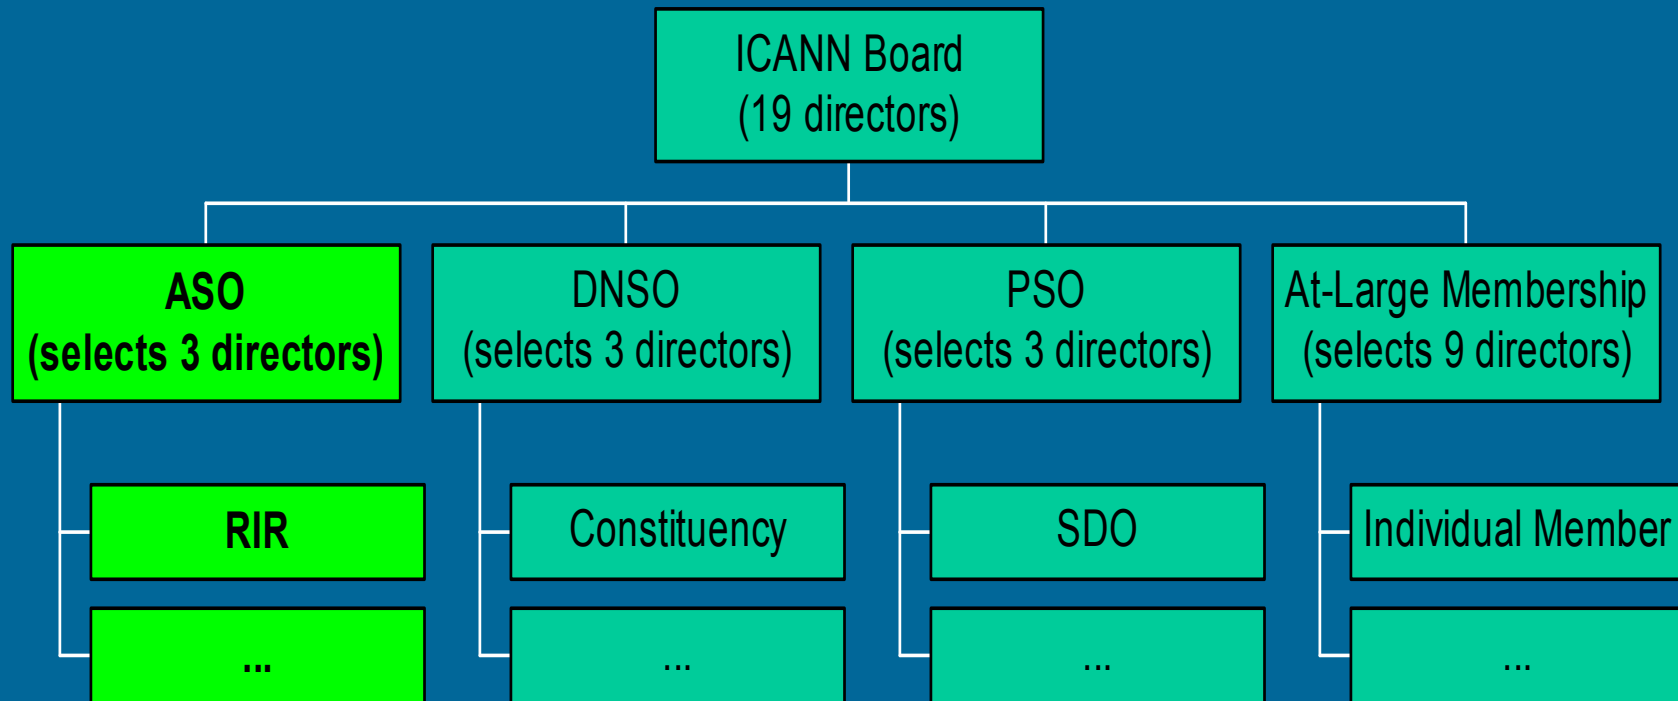 ICANN Board
(19 directors)
ASO
(selects 3 directors)
DNSO
(selects 3 directors)
PSO
(selects 3 directors)
At-Large Membership
(selects 9 directors)
RIR
Constituency
SDO
Individual Member
...
...
...
...